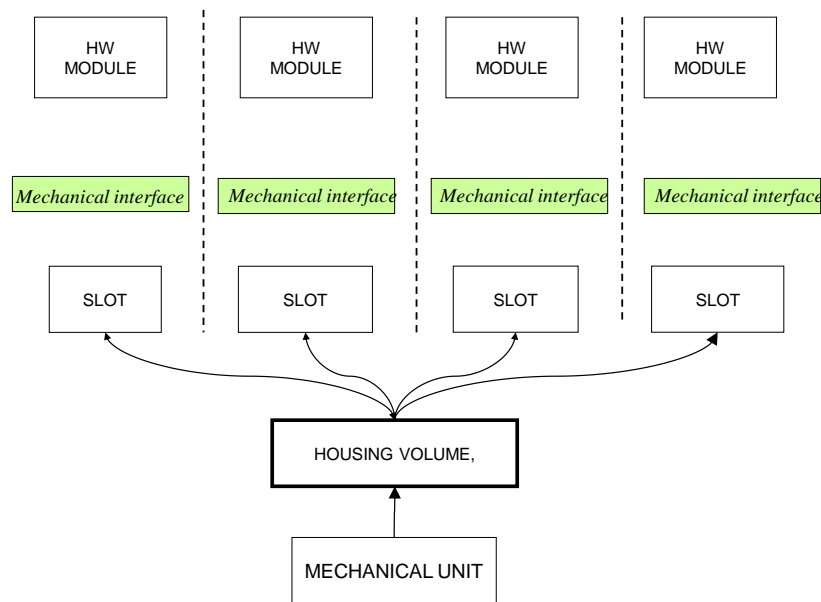 HW
MODULE
HW
MODULE
HW
MODULE
HW
MODULE
Mechanical interface
Mechanical interface
Mechanical interface
Mechanical interface
SLOT
SLOT
SLOT
SLOT
HOUSING VOLUME,
MECHANICAL UNIT